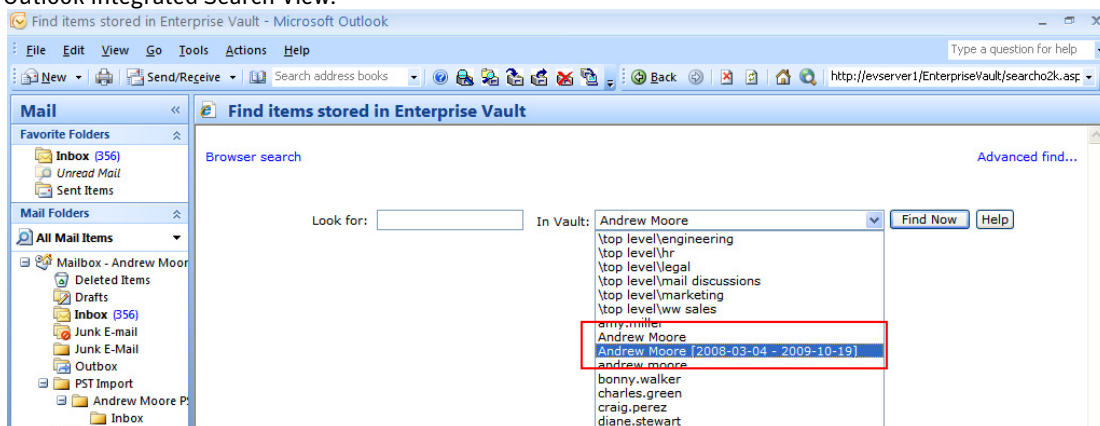 Outlook Integrated Search View.
Find items stored in Enterprise Vault - Microsoft Outlook
File Edit View Go Tools Actions Help
Type a question for help
New Send/Receive Search address books Back http://evserver1/EnterpriseVault/searcho2k.asp
Mail
Find items stored in Enterprise Vault
Favorite Folders
Inbox (356)
Unread Mail
Sent Items
Mail Folders
All Mail Items
Mailbox - Andrew Moor
Deleted Items
Drafts
Inbox (356)
Junk E-mail
Junk E-Mail
Outbox
PST Import
Andrew Moore P
Inbox
Browser search
Advanced find...
Look for:
In Vault: Andrew Moore
Find Now Help
\top level\engineering
\top level\hr
\top level\legal
\top level\mail discussions
\top level\marketing
\top level\ww sales
amy.miller
Andrew Moore
Andrew Moore [2008-03-04 - 2009-10-19]
andrew.moore
bonny.walker
charles.green
craig.perez
diane.stewart